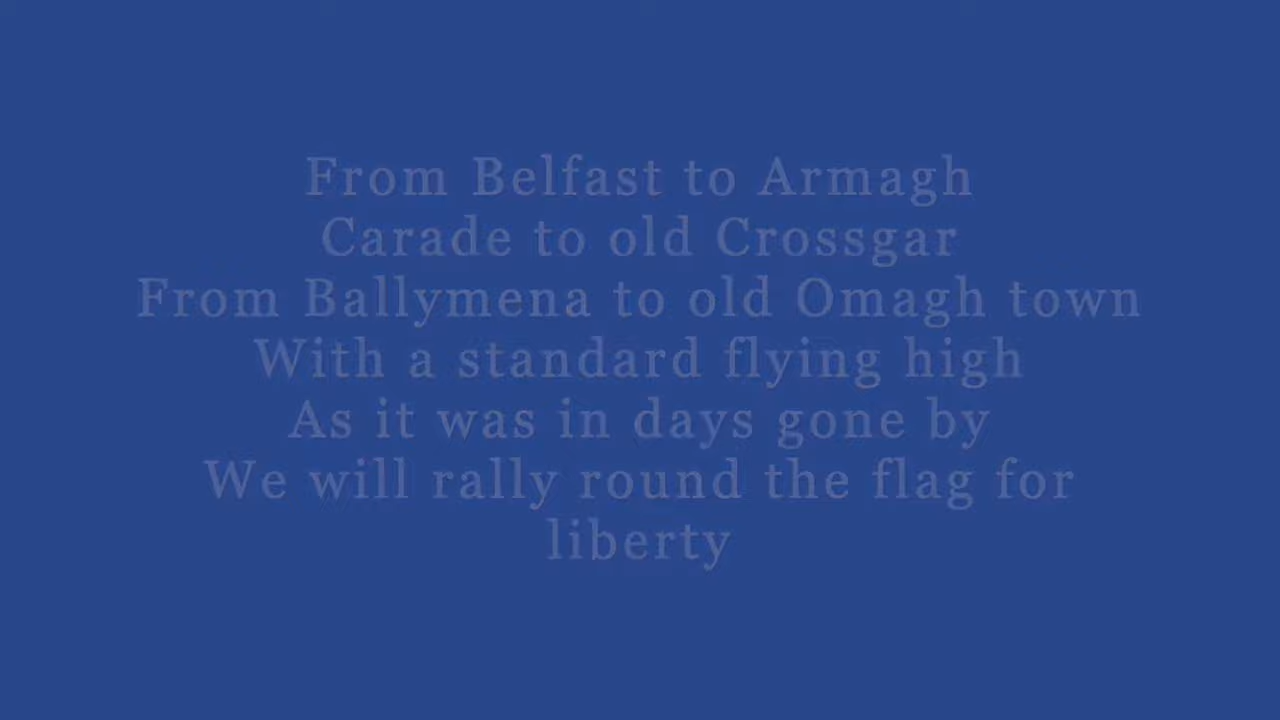 From Belfast to Armagh
Carade to old Crossgar
From Ballymena to old Omagh town
With a standard flying high
As it was in days gone by
We will rally round the flag for
liberty